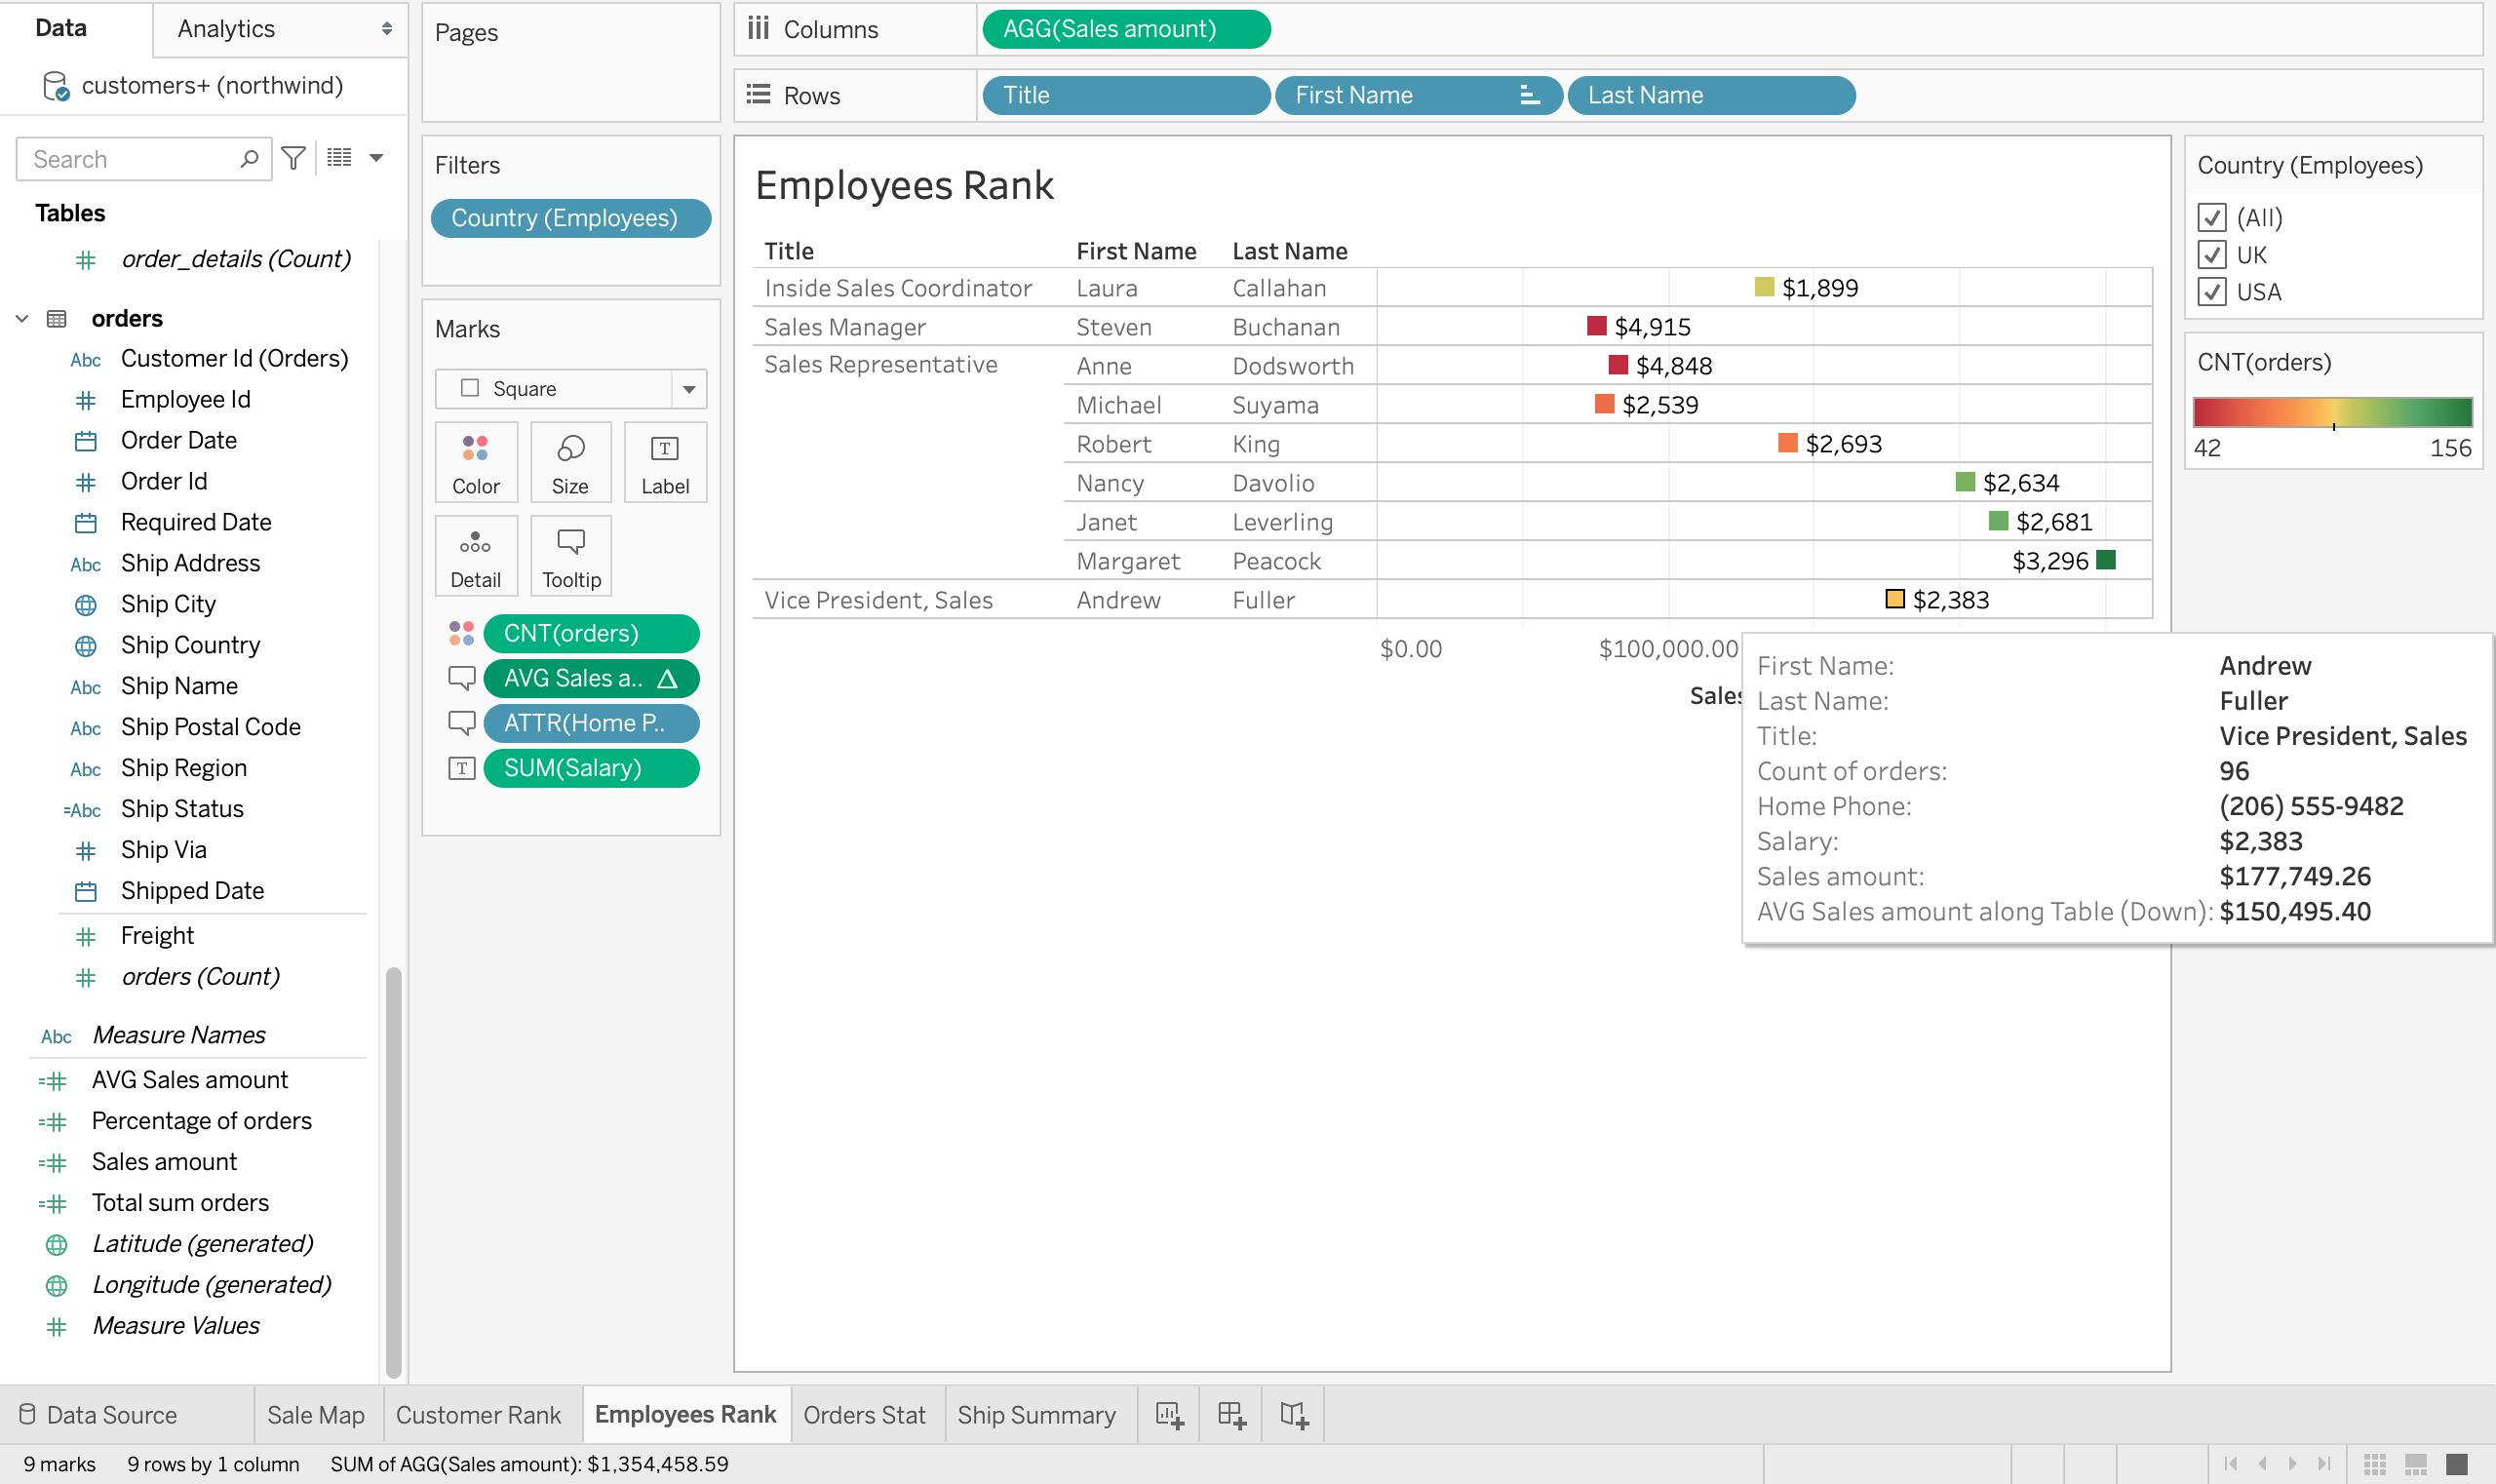 Data
Analytics
customers+ (northwind)
Search
Tables
# order_details (Count)
orders
Abc Customer Id (Orders)
# Employee Id
Order Date
# Order Id
Required Date
Abc Ship Address
Ship City
Ship Country
Abc Ship Name
Abc Ship Postal Code
Abc Ship Region
=Abc Ship Status
# Ship Via
Shipped Date
# Freight
# orders (Count)
Abc Measure Names
=# AVG Sales amount
=# Percentage of orders
=# Sales amount
=# Total sum orders
Latitude (generated)
Longitude (generated)
# Measure Values
Pages
Filters
Country (Employees)
Marks
Square
Color Size Label
Detail Tooltip
CNT(orders)
AVG Sales a.. Δ
ATTR(Home P..
T SUM(Salary)
Columns AGG(Sales amount)
Rows Title First Name Last Name
Employees Rank
Title First Name Last Name
Inside Sales Coordinator Laura Callahan $1,899
Sales Manager Steven Buchanan $4,915
Sales Representative Anne Dodsworth $4,848
Michael Suyama $2,539
Robert King $2,693
Nancy Davolio $2,634
Janet Leverling $2,681
Margaret Peacock $3,296
Vice President, Sales Andrew Fuller $2,383
$0.00 $100,000.00
Sales
First Name: Andrew
Last Name: Fuller
Title: Vice President, Sales
Count of orders: 96
Home Phone: (206) 555-9482
Salary: $2,383
Sales amount: $177,749.26
AVG Sales amount along Table (Down): $150,495.40
Country (Employees)
(All)
UK
USA
CNT(orders)
42 156
Data Source Sale Map Customer Rank Employees Rank Orders Stat Ship Summary
9 marks 9 rows by 1 column SUM of AGG(Sales amount): $1,354,458.59